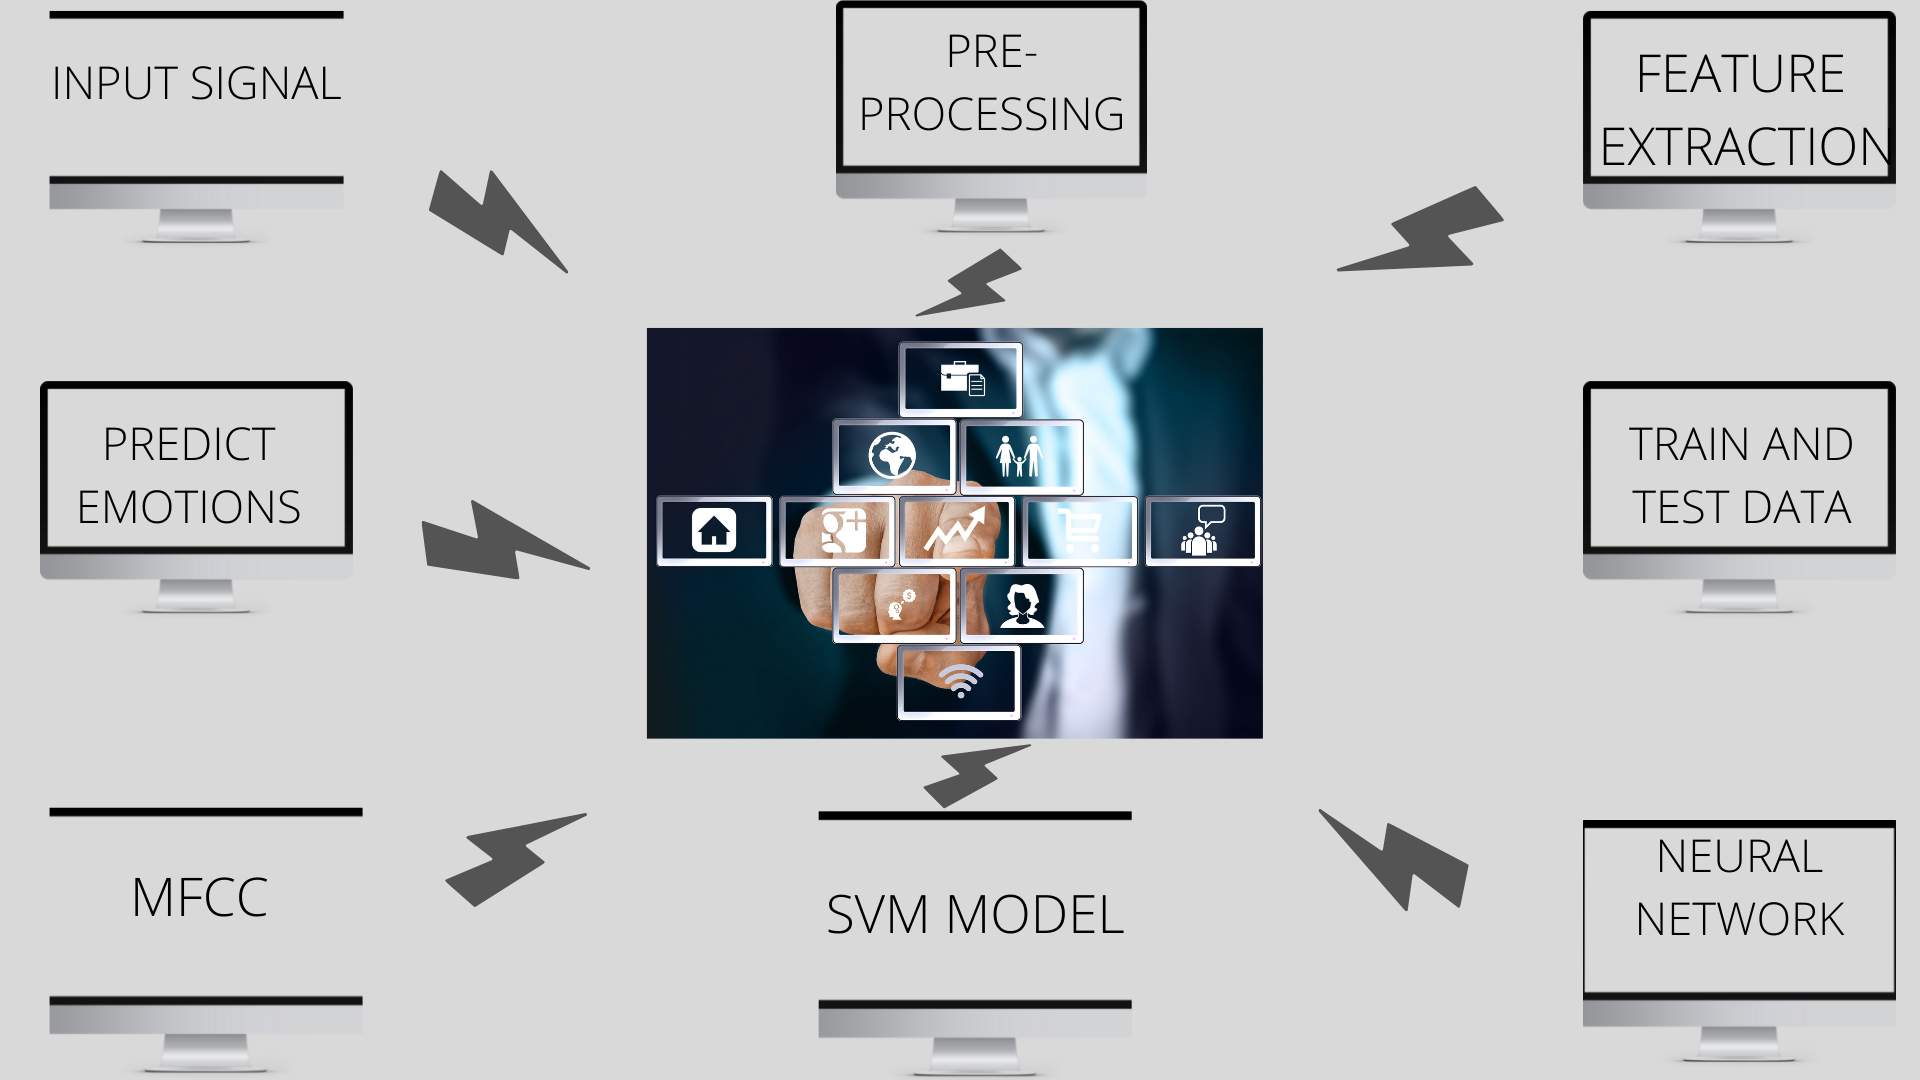 INPUT SIGNAL
PRE-
PROCESSING
FEATURE
EXTRACTION
PREDICT
EMOTIONS
TRAIN AND
TEST DATA
MFCC
SVM MODEL
NEURAL
NETWORK